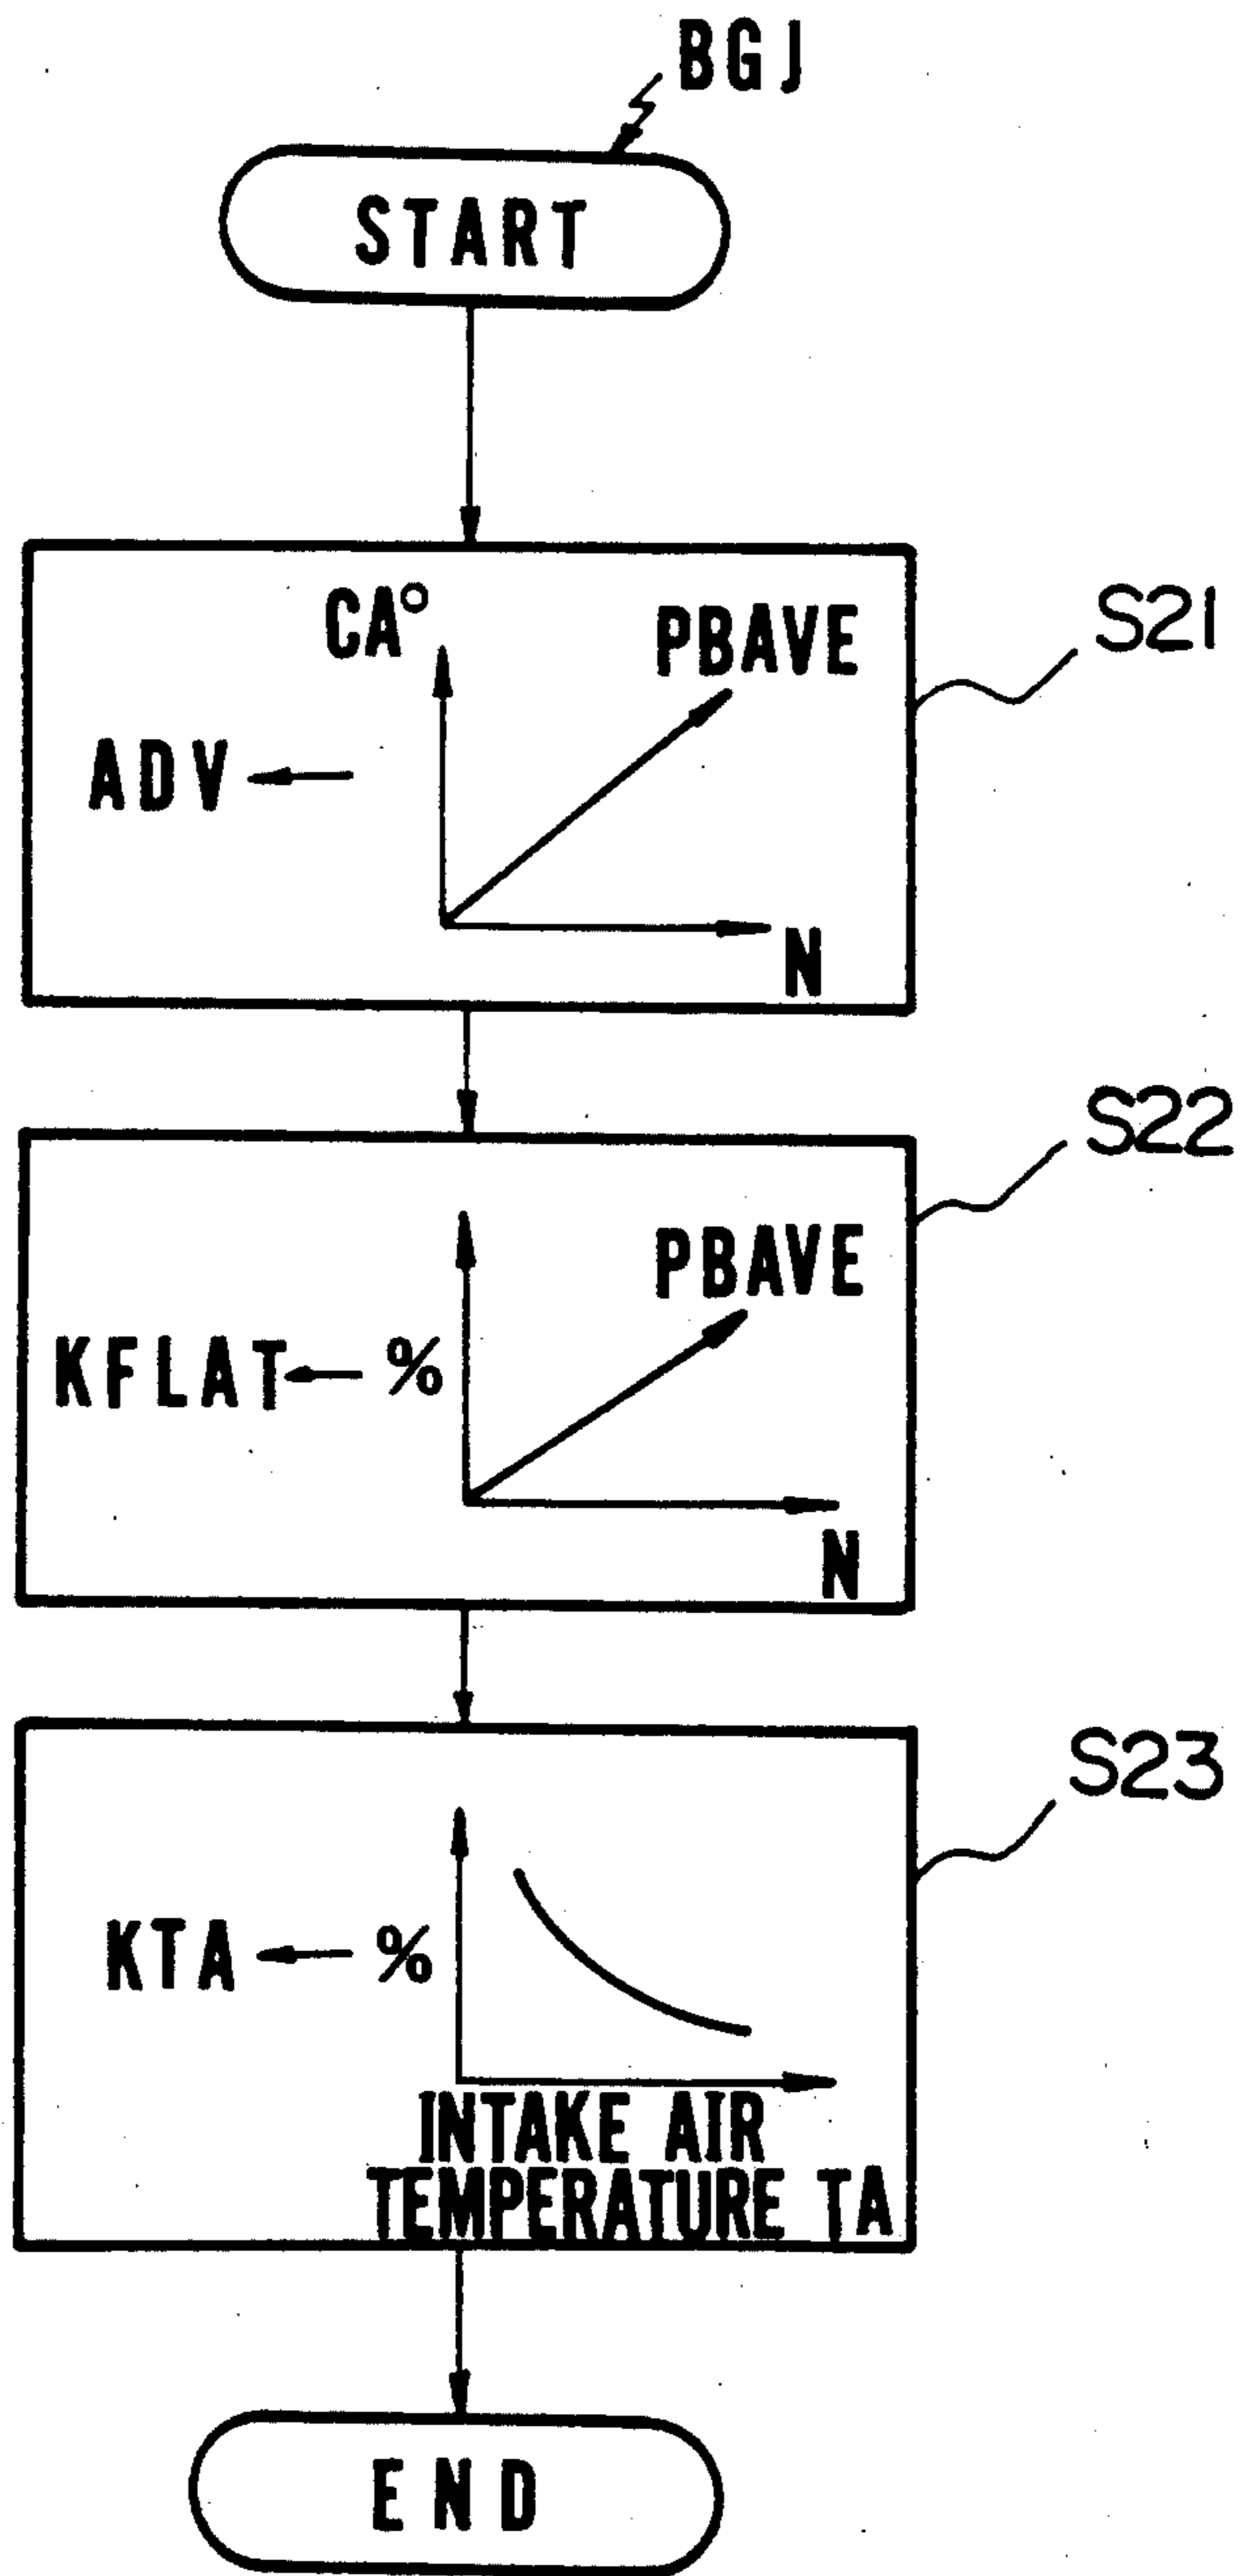 BGJ
START
CA°
PBAVE
S21
ADV
N
S22
PBAVE
KFLAT %
N
S23
KTA %
INTAKE AIR
TEMPERATURE TA
END